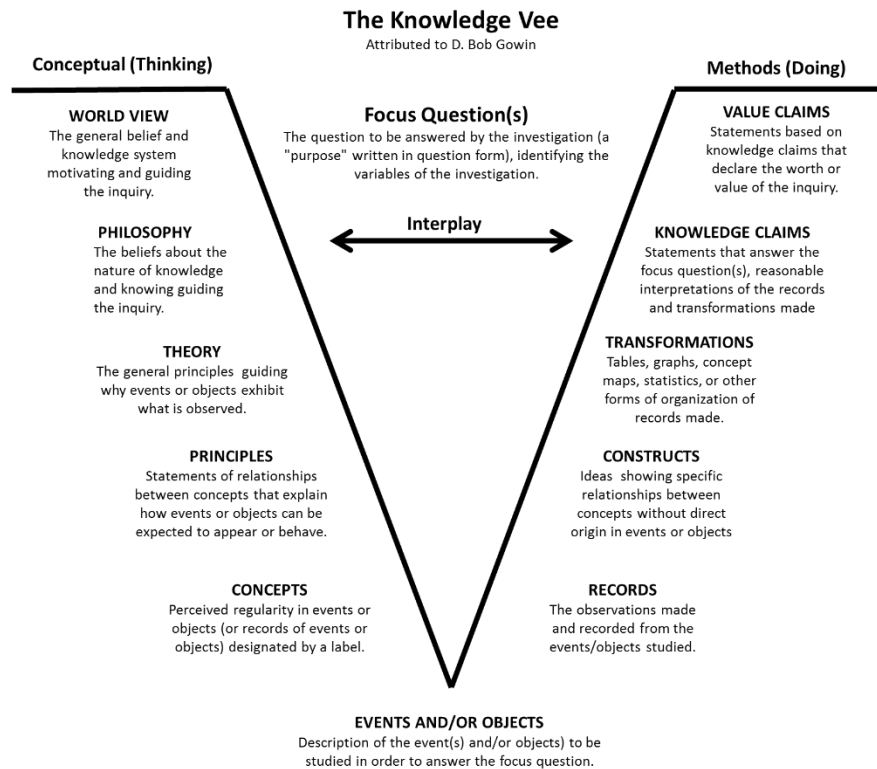 The Knowledge Vee
Attributed to D. Bob Gowin
Conceptual (Thinking)
Methods (Doing)
WORLD VIEW
The general belief and
knowledge system
motivating and guiding
the inquiry.
PHILOSOPHY
The beliefs about the
nature of knowledge
and knowing guiding
the inquiry.
THEORY
The general principles guiding
why events or objects exhibit
what is observed.
PRINCIPLES
Statements of relationships
between concepts that explain
how events or objects can be
expected to appear or behave.
CONCEPTS
Perceived regularity in events or
objects (or records of events or
objects) designated by a label.
Focus Question(s)
The question to be answered by the investigation (a
"purpose" written in question form), identifying the
variables of the investigation.
Interplay
VALUE CLAIMS
Statements based on
knowledge claims that
declare the worth or
value of the inquiry.
KNOWLEDGE CLAIMS
Statements that answer the
focus question(s), reasonable
interpretations of the records
and transformations made
TRANSFORMATIONS
Tables, graphs, concept
maps, statistics, or other
forms of organization of
records made.
CONSTRUCTS
Ideas showing specific
relationships between
concepts without direct
origin in events or objects
RECORDS
The observations made
and recorded from the
events/objects studied.
EVENTS AND/OR OBJECTS
Description of the event(s) and/or objects) to be
studied in order to answer the focus question.